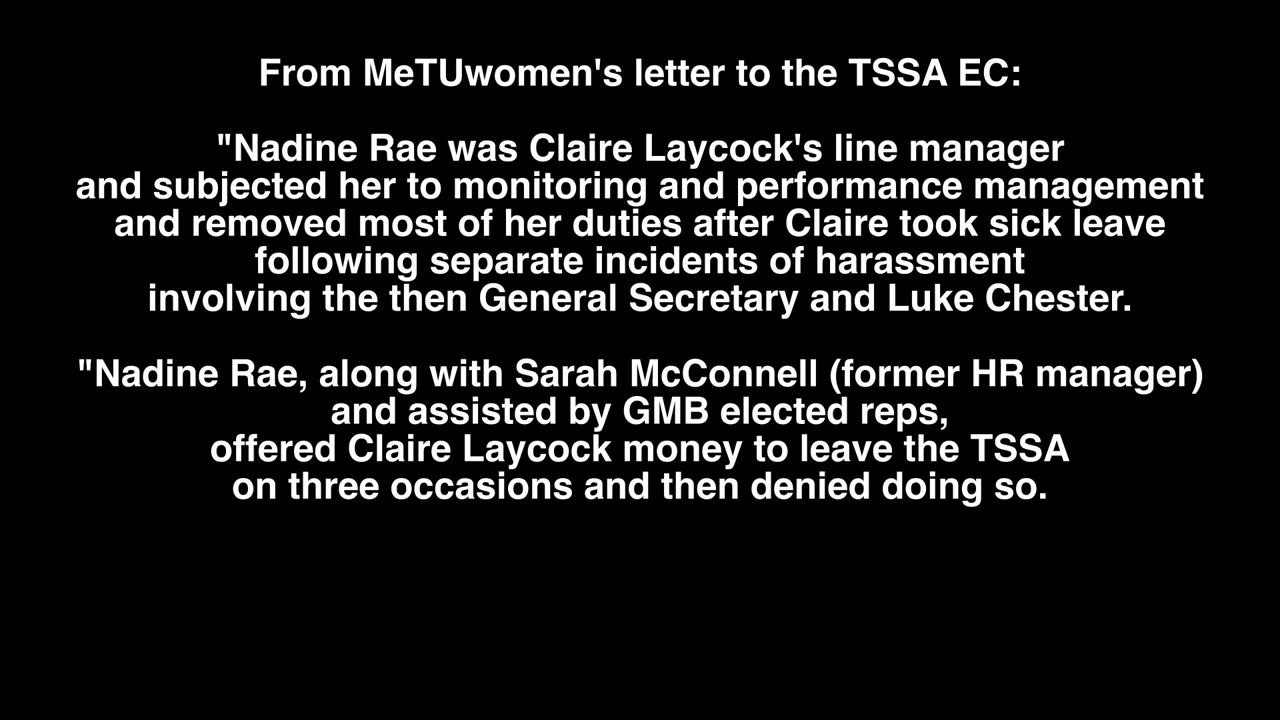 From MeTUwomen's letter to the TSSA EC:
"Nadine Rae was Claire Laycock's line manager
and subjected her to monitoring and performance management
and removed most of her duties after Claire took sick leave
following separate incidents of harassment
involving the then General Secretary and Luke Chester.
"Nadine Rae, along with Sarah McConnell (former HR manager)
and assisted by GMB elected reps,
offered Claire Laycock money to leave the TSSA
on three occasions and then denied doing so.